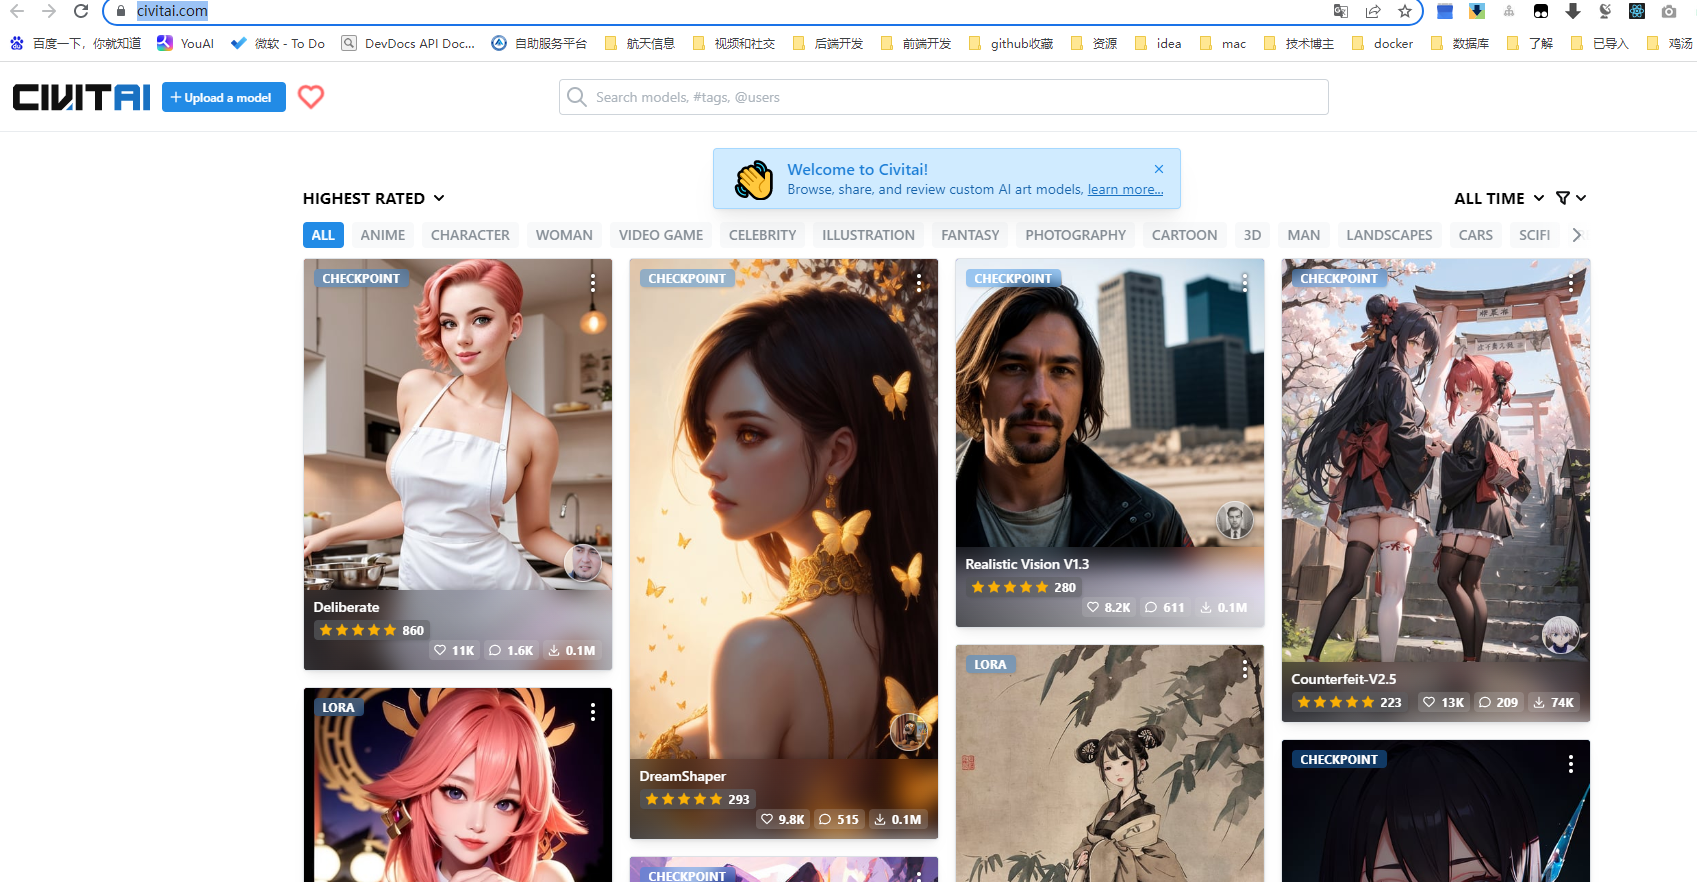 civitai.com
百度一下，你就知道 YouAI 微软 - To Do DevDocs API Doc... 自助服务平台 航天信息 视频和社交 后端开发 前端开发 github收藏 资源 idea mac 技术博主 docker 数据库 了解 已导入 鸡汤
CIVITAI + Upload a model Search models, #tags, @users
Welcome to Civitai!
Browse, share, and review custom AI art models, learn more...
HIGHEST RATED ALL TIME
ALL ANIME CHARACTER WOMAN VIDEO GAME CELEBRITY ILLUSTRATION FANTASY PHOTOGRAPHY CARTOON 3D MAN LANDSCAPES CARS SCIFI
CHECKPOINT
Deliberate
860
11K 1.6K 0.1M
CHECKPOINT
DreamShaper
293
9.8K 515 0.1M
CHECKPOINT
Realistic Vision V1.3
280
8.2K 611 0.1M
CHECKPOINT
Counterfeit-V2.5
223 13K 209 74K
LORA
CHECKPOINT
LORA
CHECKPOINT